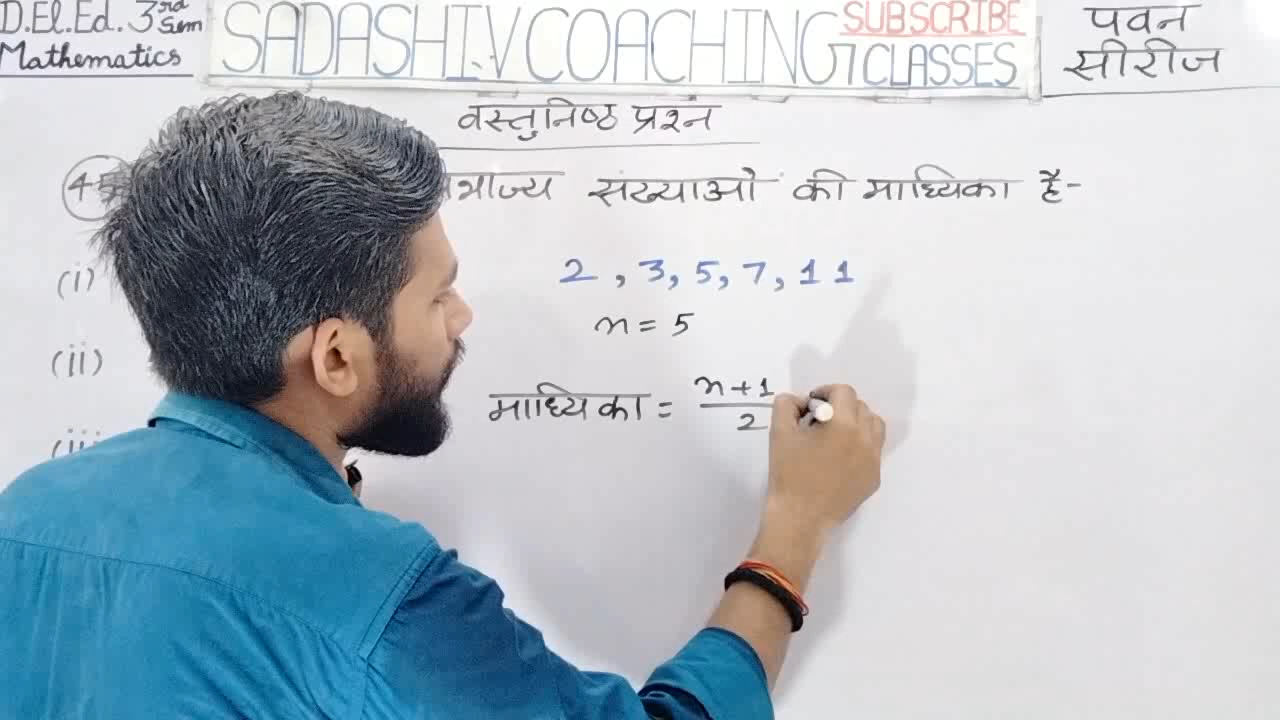 D.El.Ed. 3rd Sem
Mathematics
SADASHIV COACHING CLASSES
SUBSCRIBE
पवन
सीरीज
वस्तुनिष्ठ प्रश्न
संख्याओं की माध्यिका है-
(i) 2, 3, 5, 7, 11
n = 5
(ii)
माध्यिका = n+1
2
(iii)